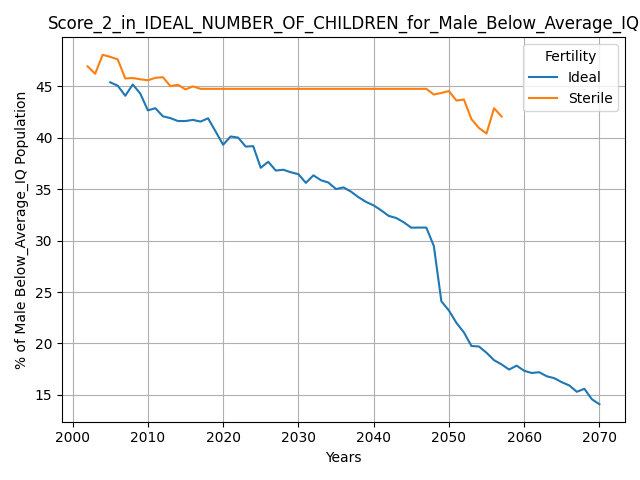 Score_2_in_IDEAL_NUMBER_OF_CHILDREN_for_Male_Below_Average_IQ
Fertility
Ideal
Sterile
% of Male Below_Average_IQ Population
45
40
35
30
25
20
15
2000 2010 2020 2030 2040 2050 2060 2070
Years